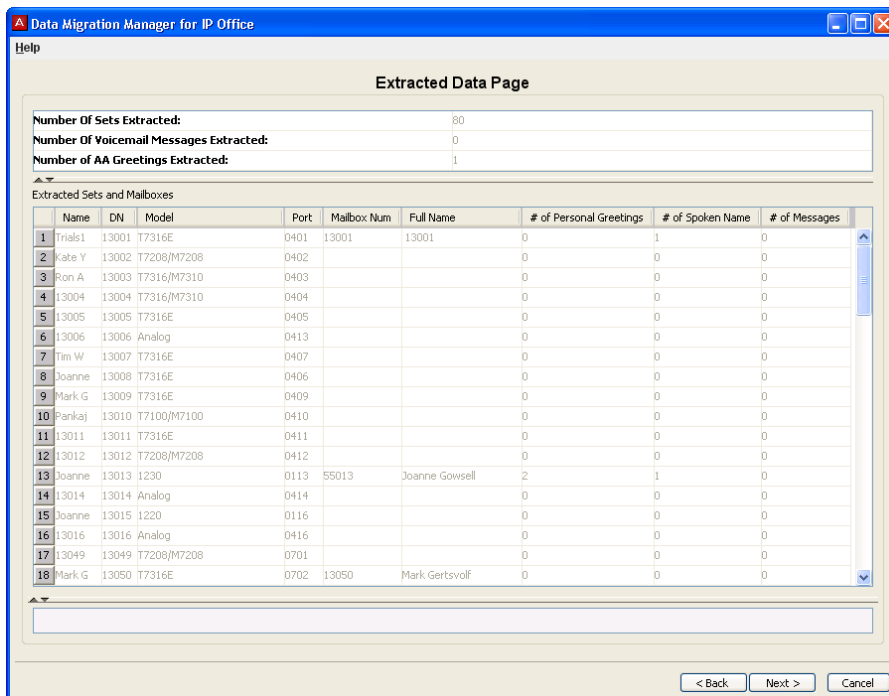 Data Migration Manager for IP Office
Help
Extracted Data Page
Number Of Sets Extracted: 80
Number Of Voicemail Messages Extracted: 0
Number of AA Greetings Extracted: 1
Extracted Sets and Mailboxes
Name DN Model Port Mailbox Num Full Name # of Personal Greetings # of Spoken Name # of Messages
1 Trials1 13001 T7316E 0401 13001 13001 0 1 0
2 Kate Y 13002 T7208/M7208 0402 0 0 0
3 Ron A 13003 T7316/M7310 0403 0 0 0
4 13004 13004 T7316/M7310 0404 0 0 0
5 13005 13005 T7316E 0405 0 0 0
6 13006 13006 Analog 0413 0 0 0
7 Tim W 13007 T7316E 0407 0 0 0
8 Joanne 13008 T7316E 0406 0 0 0
9 Mark G 13009 T7316E 0409 0 0 0
10 Pankaj 13010 T7100/M7100 0410 0 0 0
11 13011 13011 T7316E 0411 0 0 0
12 13012 13012 T7208/M7208 0412 0 0 0
13 Joanne 13013 1230 0113 55013 Joanne Gowsell 2 1 0
14 13014 13014 Analog 0414 0 0 0
15 Joanne 13015 1220 0116 0 0 0
16 13016 13016 Analog 0416 0 0 0
17 13049 13049 T7208/M7208 0701 0 0 0
18 Mark G 13050 T7316E 0702 13050 Mark Gertsvolf 0 0 0
< Back Next > Cancel